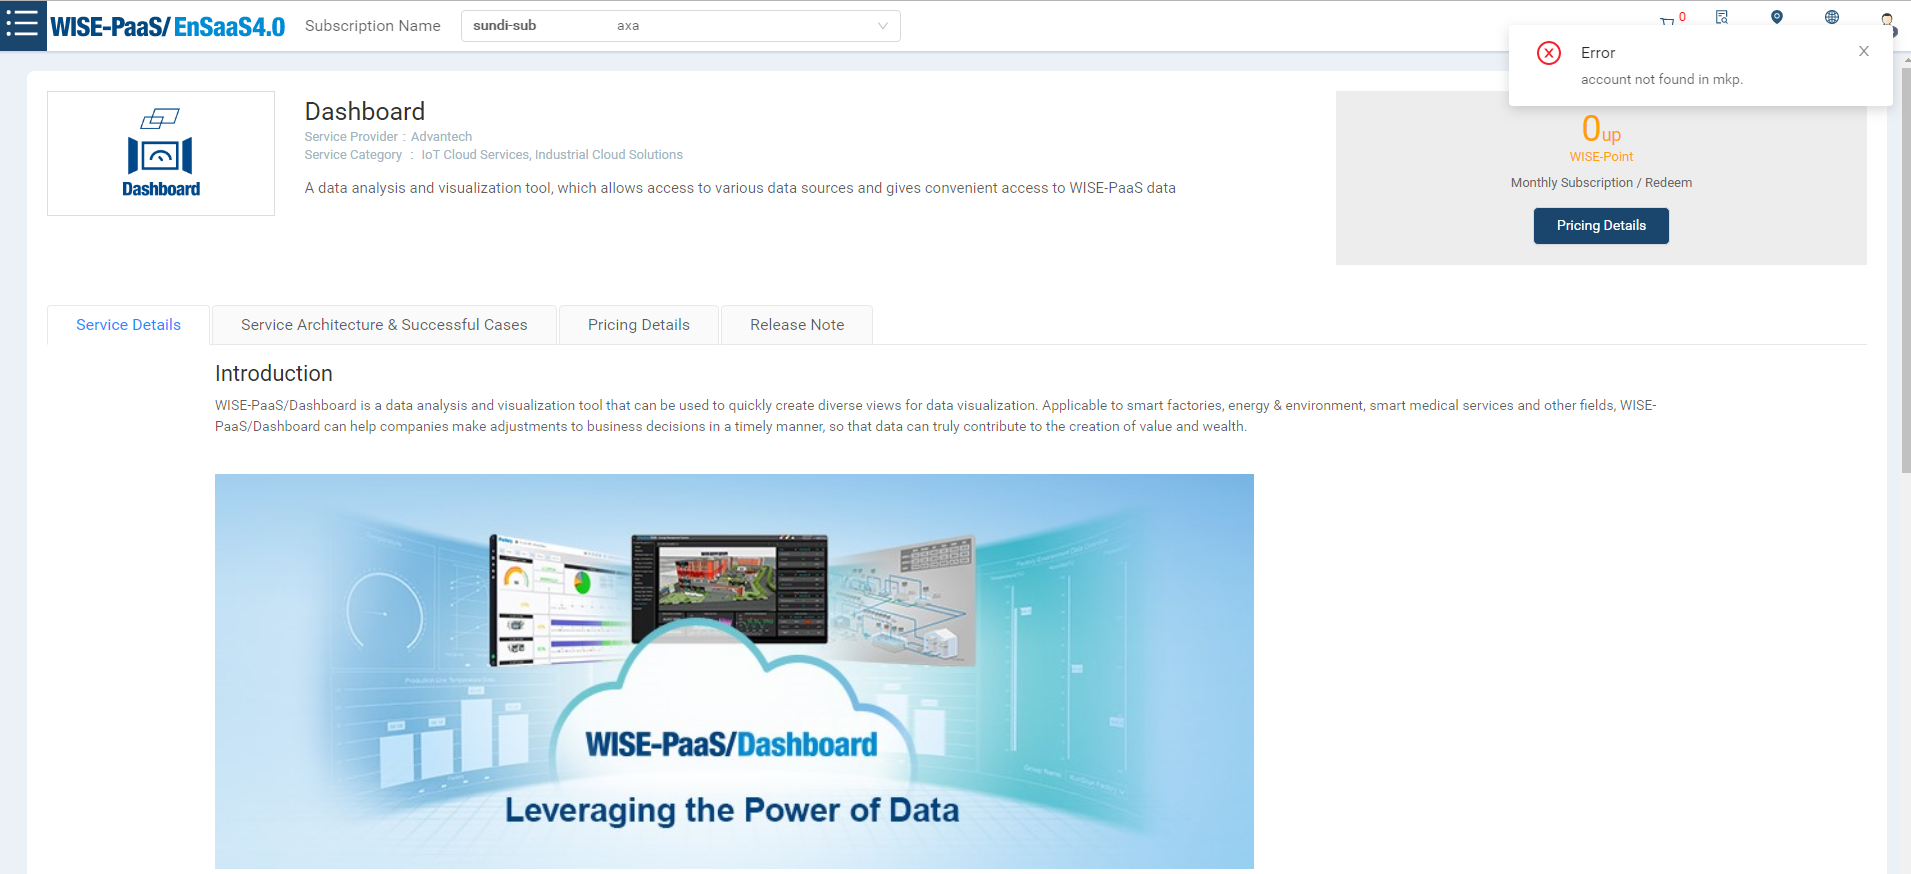 WISE-PaaS/ EnSaaS4.0 Subscription Name sundi-sub axa 0
Error
account not found in mkp.
Dashboard
Dashboard
Service Provider : Advantech
Service Category : IoT Cloud Services, Industrial Cloud Solutions
A data analysis and visualization tool, which allows access to various data sources and gives convenient access to WISE-PaaS data
0up
WISE-Point
Monthly Subscription / Redeem
Pricing Details
Service Details Service Architecture & Successful Cases Pricing Details Release Note
Introduction
WISE-PaaS/Dashboard is a data analysis and visualization tool that can be used to quickly create diverse views for data visualization. Applicable to smart factories, energy & environment, smart medical services and other fields, WISE-
PaaS/Dashboard can help companies make adjustments to business decisions in a timely manner, so that data can truly contribute to the creation of value and wealth.
WISE-PaaS/Dashboard
Leveraging the Power of Data